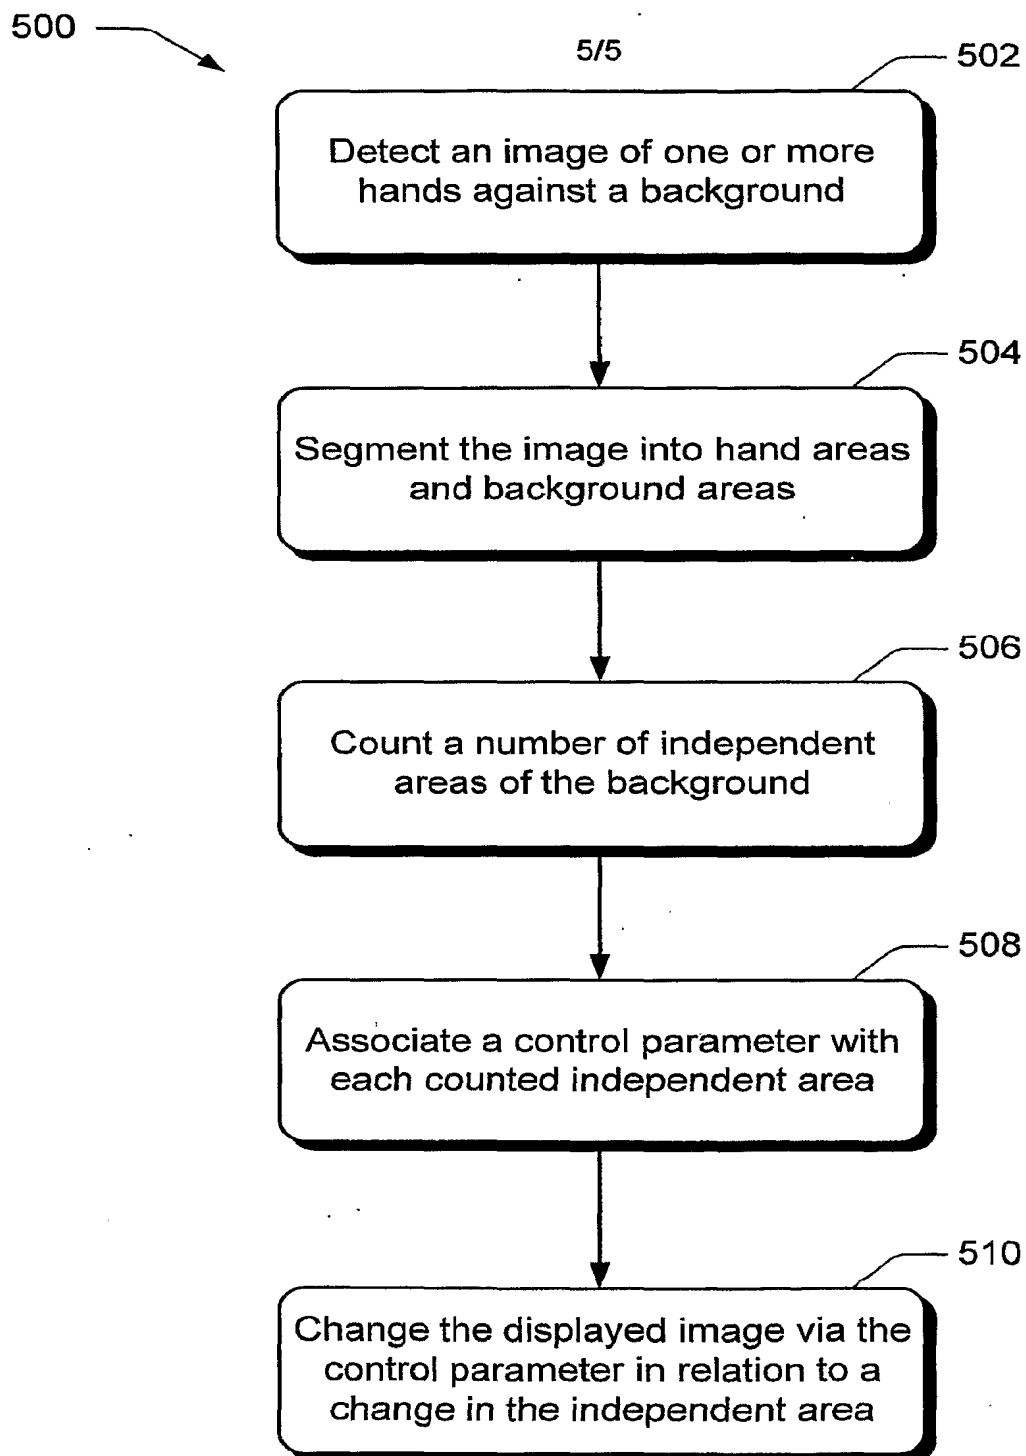 500
5/5
502
Detect an image of one or more
hands against a background
504
Segment the image into hand areas
and background areas
506
Count a number of independent
areas of the background
508
Associate a control parameter with
each counted independent area
510
Change the displayed image via the
control parameter in relation to a
change in the independent area